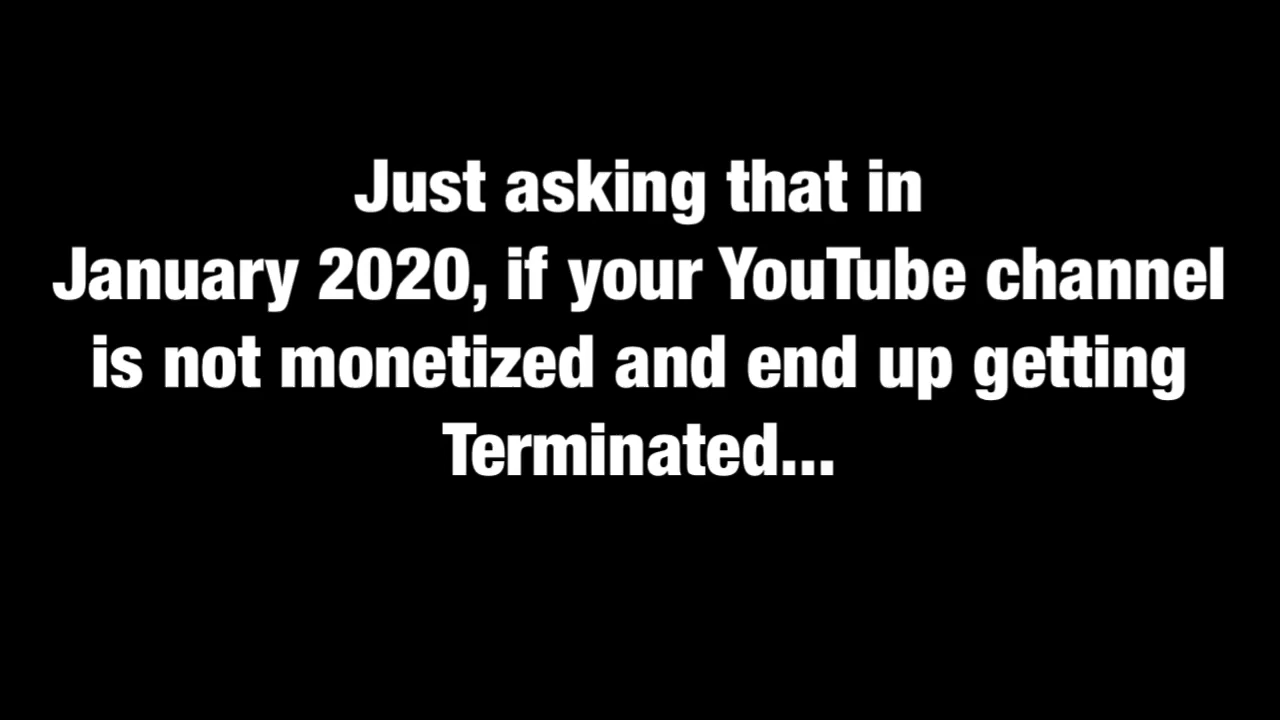 Just asking that in
January 2020, if your YouTube channel
is not monetized and end up getting
Terminated...